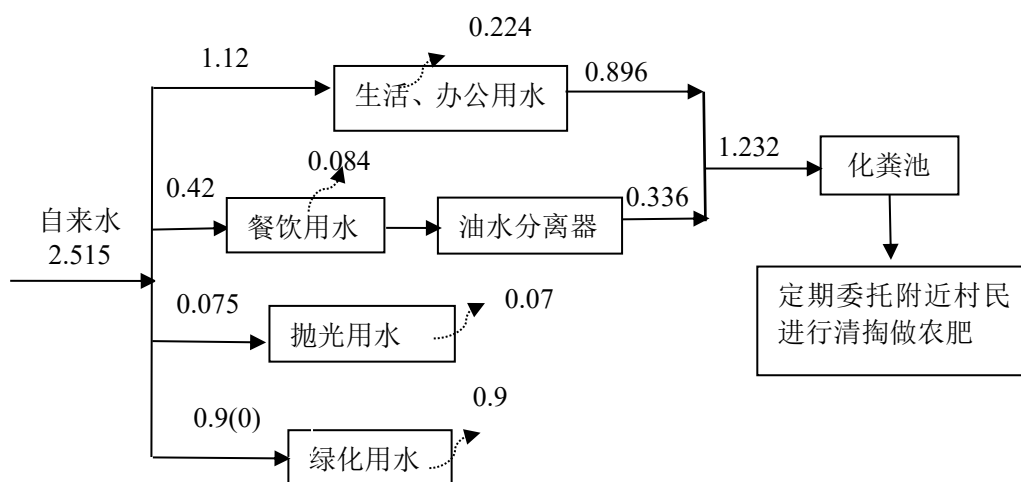 0.224
1.12
生活、办公用水
0.896
0.084
1.232
化粪池
0.42
0.336
自来水
餐饮用水
油水分离器
2.515
0.075
0.07
定期委托附近村民
进行清掏做农肥
抛光用水
0.9(0)
0.9
绿化用水